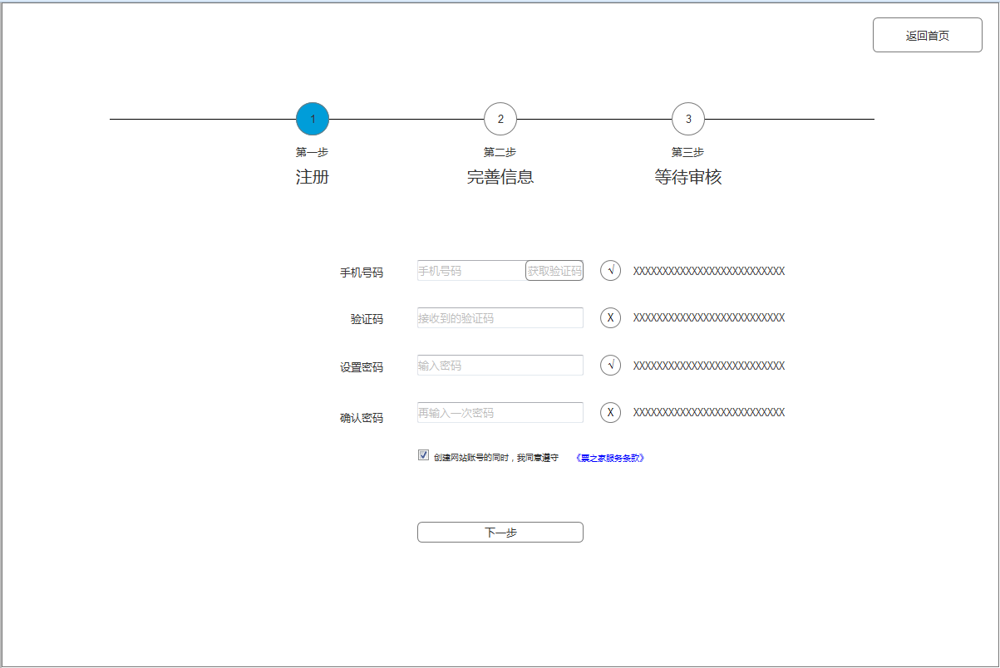 返回首页
1
2
3
第一步
第二步
第三步
注册
完善信息
等待审核
手机号码
手机号码
获取验证码
√
XXXXXXXXXXXXXXXXXXXXXXXXXX
验证码
接收到的验证码
X
XXXXXXXXXXXXXXXXXXXXXXXXXX
设置密码
输入密码
√
XXXXXXXXXXXXXXXXXXXXXXXXXX
确认密码
再输入一次密码
X
XXXXXXXXXXXXXXXXXXXXXXXXXX
创建网站账号的同时，我同意遵守 《票之家服务条款》
下一步